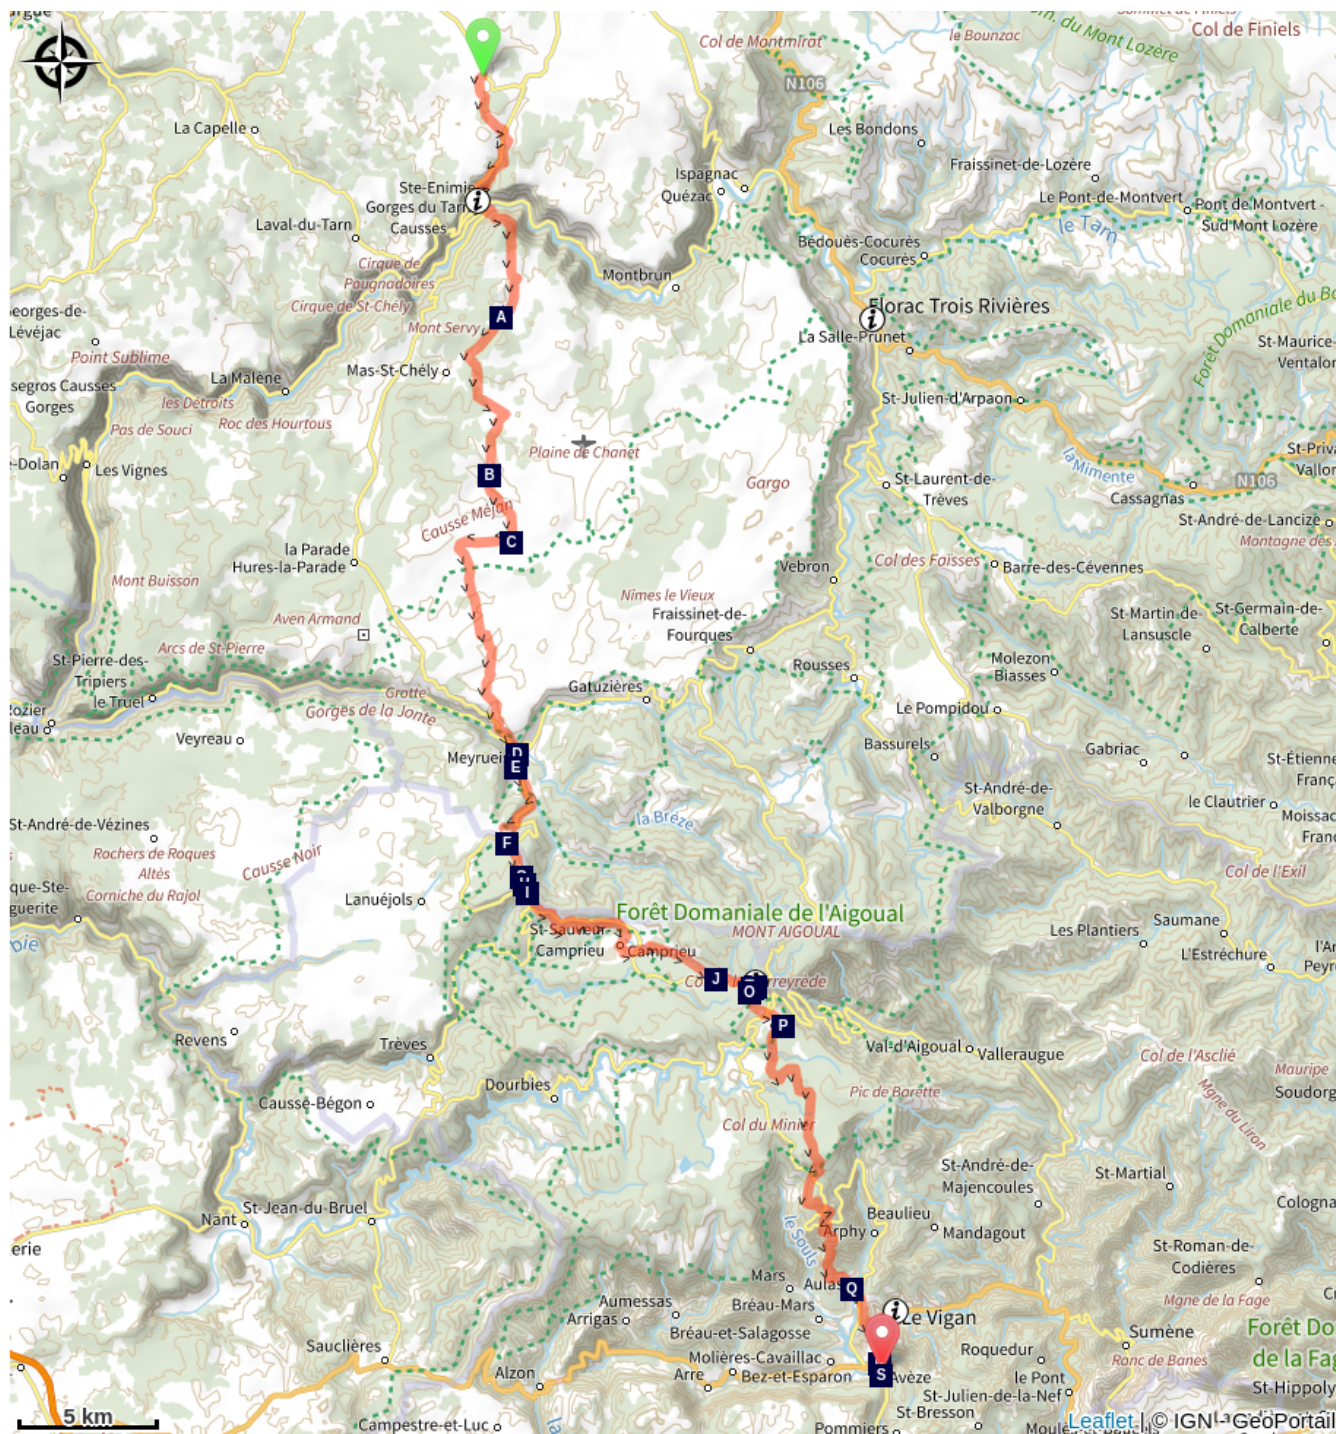 Col de Montmirat
le Bounzac
Col de Finiels
N106
La Capelle
Les Bondons
Fraissinet-de-Lozère
Ispagnac
Quézac
Le Pont-de-Montvert
Pont de Montvert -
Sud Mont Lozère
le Tarn
Ste-Enimie
Gorges du Tarn
Causses
Laval-du-Tarn
Bédouès-Cocurès
Cocurès
Cirque de
Pougnadoires
Montbrun
Cirque de St-Chély
Florac Trois Rivières
A
Mont Servy
La Salle-Prunet
Lévéjac
Point Sublime
Mas-St-Chély
La Malène
Causses
Gorges
les Détroits
Pas de Souci
Roc des Hourtous
St-Julien-d'Arpaon
Plaine de Chanet
Les Vignes
B
Gargo
St-Laurent-de-
Trèves
la Mimente
Cassagnas
N106
Causse Méjan
St-André-de-Lancize
C
la Parade
Hures-la-Parade
Col des Faïsses
Vebron
Barre-des-Cévennes
Mont Buisson
Nîmes le Vieux
Fraissinet-de-
Fourques
St-Martin de
Lansuscle
St-Germain-de-
Calberte
Aven Armand
Arcs de St-Pierre
St-Pierre-des-
Tripiers
le Truel
Rousses
Molezon
Biasses
Gatuzières
Grotte
Gorges de la Jonte
Le Pompidou
Veyreau
Meyrueis
D
E
Bassurels
Gabriac
St-André-de-
Valborgne
le Clautrier
la Brèze
St-André-de-Vézines
F
Rochers de Roques
Altès
Corniche du Rajol
Causse Noir
Col de l'Exil
Lanuéjols
I
Forêt Domaniale de l'Aigoual
MONT AIGOUAL
St-Sauveur-
Camprieu
Camprieu
Les Plantiers
Saumane
L'Estréchure
J
O
P
Revens
Trèves
Val-d'Aigoual
Valleraugue
Col de l'Asclié
Dourbies
Pic de Barette
Causse-Bégon
Mgne du Liron
Col du Minier
St-André-de-
Majencoules
St-Martial
Nant
St-Jean-du-Bruel
le Souls
Arphy
Beaulieu
Mandagout
St-Roman-de-
Codières
Mars
Aulas
Q
Bréau-Mars
Aumessas
Arrigas
Bréau-et-Salagosse
Le Vigan
Mgne de la Fage
Sumène
Sauclières
Molières-Cavaillac
Roquedur
Ranc de Banes
Alzon
Arre
Bez-et-Esparon
S
Avèze
le Pont
St-Julien-de-la-Nef
St-Bresson
5 km
Campestre-et-Luc
Pommiers
Leaflet | © IGN - GeoPortail